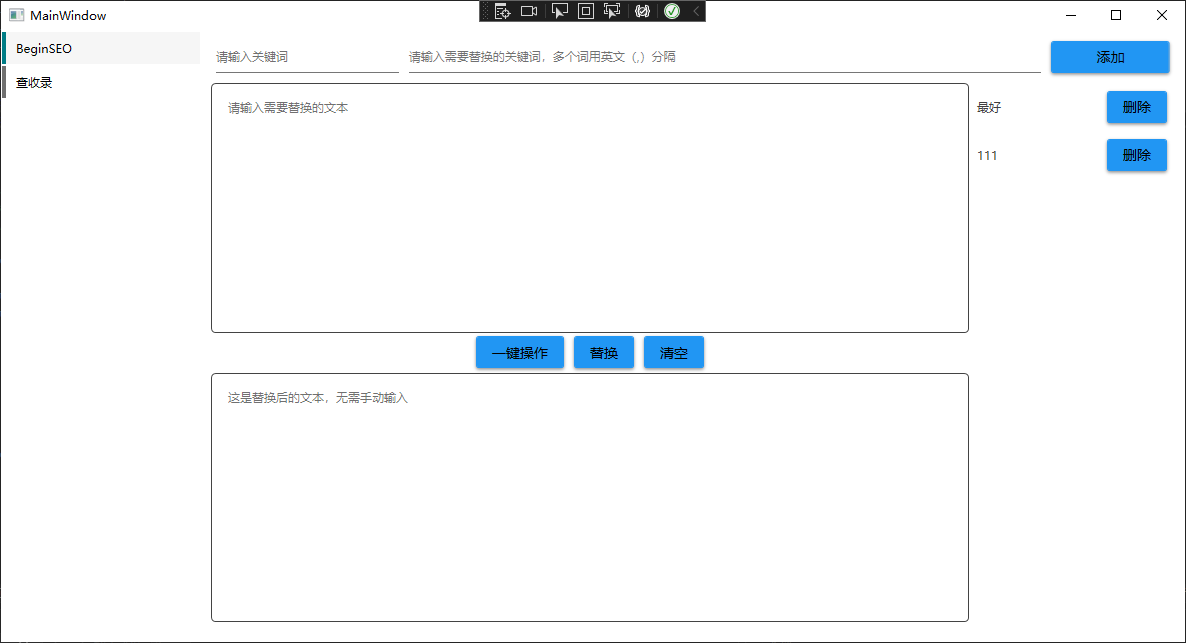 MainWindow
BeginSEO
查收录
请输入关键词
请输入需要替换的关键词，多个词用英文（,）分隔
添加
请输入需要替换的文本
最好
删除
111
删除
一键操作
替换
清空
这是替换后的文本，无需手动输入